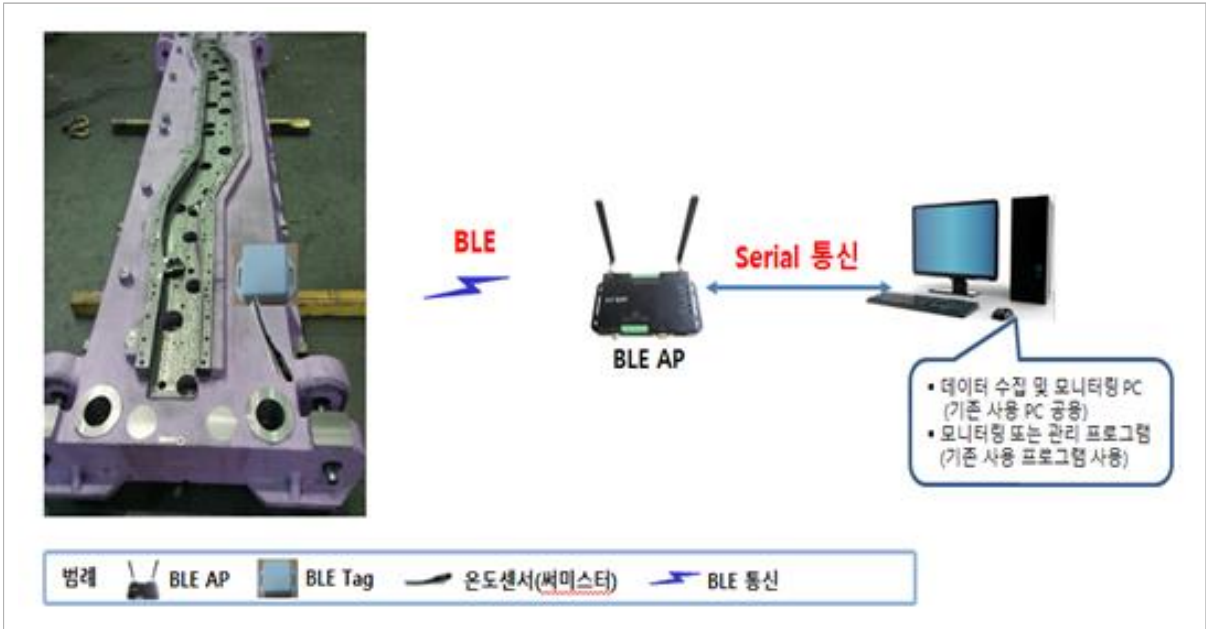 BLE
Serial 통신
BLE AP
▪ 데이터 수집 및 모니터링 PC
(기존 사용 PC 공용)
▪ 모니터링 또는 관리 프로그램
(기존 사용 프로그램 사용)
범례 BLE AP BLE Tag 온도센서(써미스터) BLE 통신